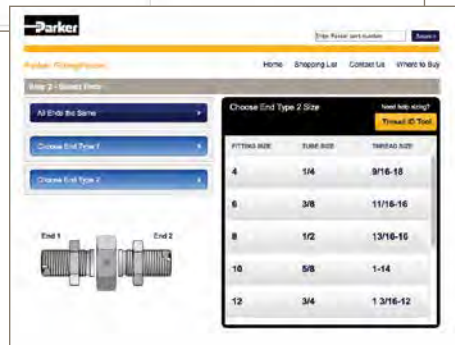 Parker
Enter Parker part number
Search
Parker FittingFinder
Home Shopping List Contact Us Where to Buy
Step 2 - Select Ends
All Ends the Same
Choose End Type 1
Choose End Type 2
End 1
End 2
Choose End Type 2 Size
Need help sizing?
Thread ID Tool
FITTING SIZE TUBE SIZE THREAD SIZE
4 1/4 9/16-18
6 3/8 11/16-16
8 1/2 13/16-16
10 5/8 1-14
12 3/4 1 3/16-12